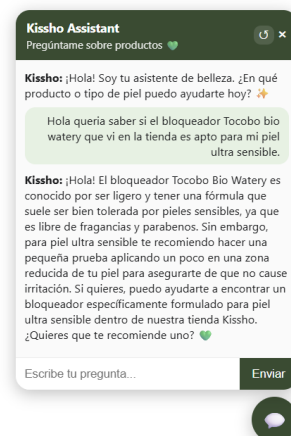 Kissho Assistant
Pregúntame sobre productos 💚
↺ ×
Kissho: ¡Hola! Soy tu asistente de belleza. ¿En qué
producto o tipo de piel puedo ayudarte hoy? ✨
Hola queria saber si el bloqueador Tocobo bio
watery que vi en la tienda es apto para mi piel
ultra sensible.
Kissho: ¡Hola! El bloqueador Tocobo Bio Watery es
conocido por ser ligero y tener una fórmula que
suele ser bien tolerada por pieles sensibles, ya que
es libre de fragancias y parabenos. Sin embargo,
para piel ultra sensible te recomiendo hacer una
pequeña prueba aplicando un poco en una zona
reducida de tu piel para asegurarte de que no cause
irritación. Si quieres, puedo ayudarte a encontrar un
bloqueador específicamente formulado para piel
ultra sensible dentro de nuestra tienda Kissho.
¿Quieres que te recomiende uno? 💚
Escribe tu pregunta...
Enviar